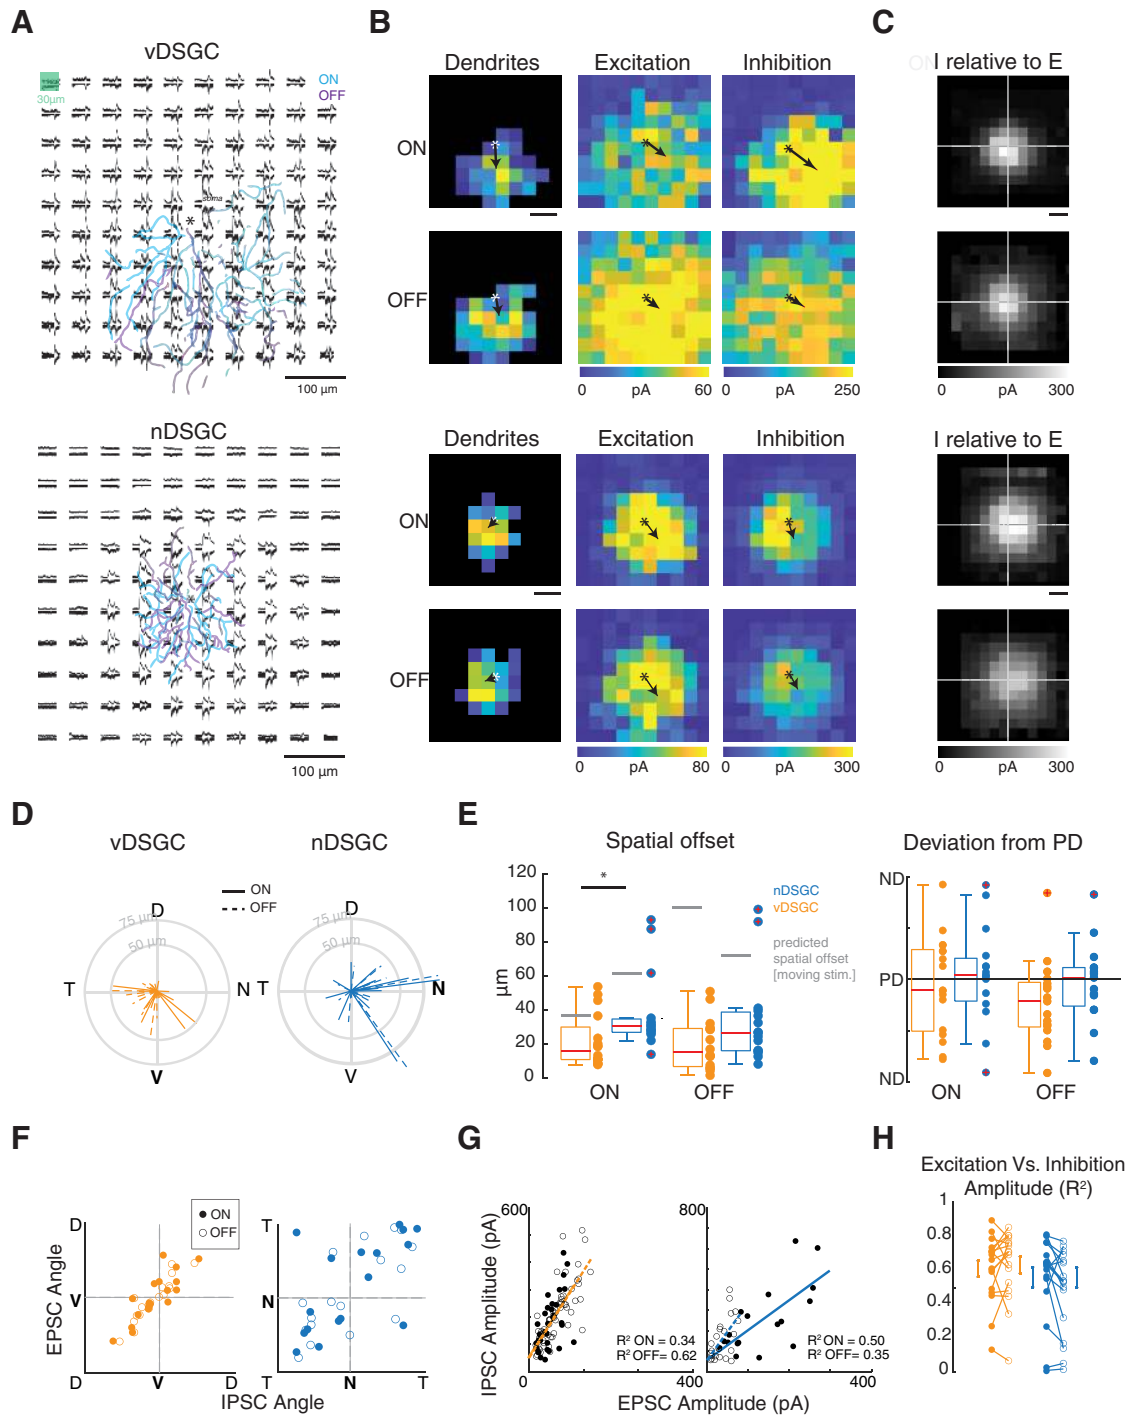 A
vDSGC
ON
OFF
30µm
soma
*
100 µm
nDSGC
*
100 µm
B
Dendrites Excitation Inhibition
ON
OFF
0 pA 60
0 pA 250
Dendrites Excitation Inhibition
ON
OFF
0 pA 80
0 pA 300
C
ON
I relative to E
0 pA 300
I relative to E
0 pA 300
D
vDSGC
nDSGC
ON
OFF
D
75 µm
50 µm
T
N
V
D
75 µm
50 µm
T
N
V
E
Spatial offset
120
100
80
60
40
20
0
µm
*
nDSGC
vDSGC
predicted
spatial offset
[moving stim.]
ON OFF
Deviation from PD
ND
PD
ND
ON OFF
F
ON
OFF
EPSC Angle
D
V
D
V
D
T
N
T
N
T
IPSC Angle
G
IPSC Amplitude (pA)
600
0
400
R² ON = 0.34
R² OFF= 0.62
800
0
400
R² ON = 0.50
R² OFF= 0.35
EPSC Amplitude (pA)
H
Excitation Vs. Inhibition
Amplitude (R²)
1
0.8
0.6
0.4
0.2
0